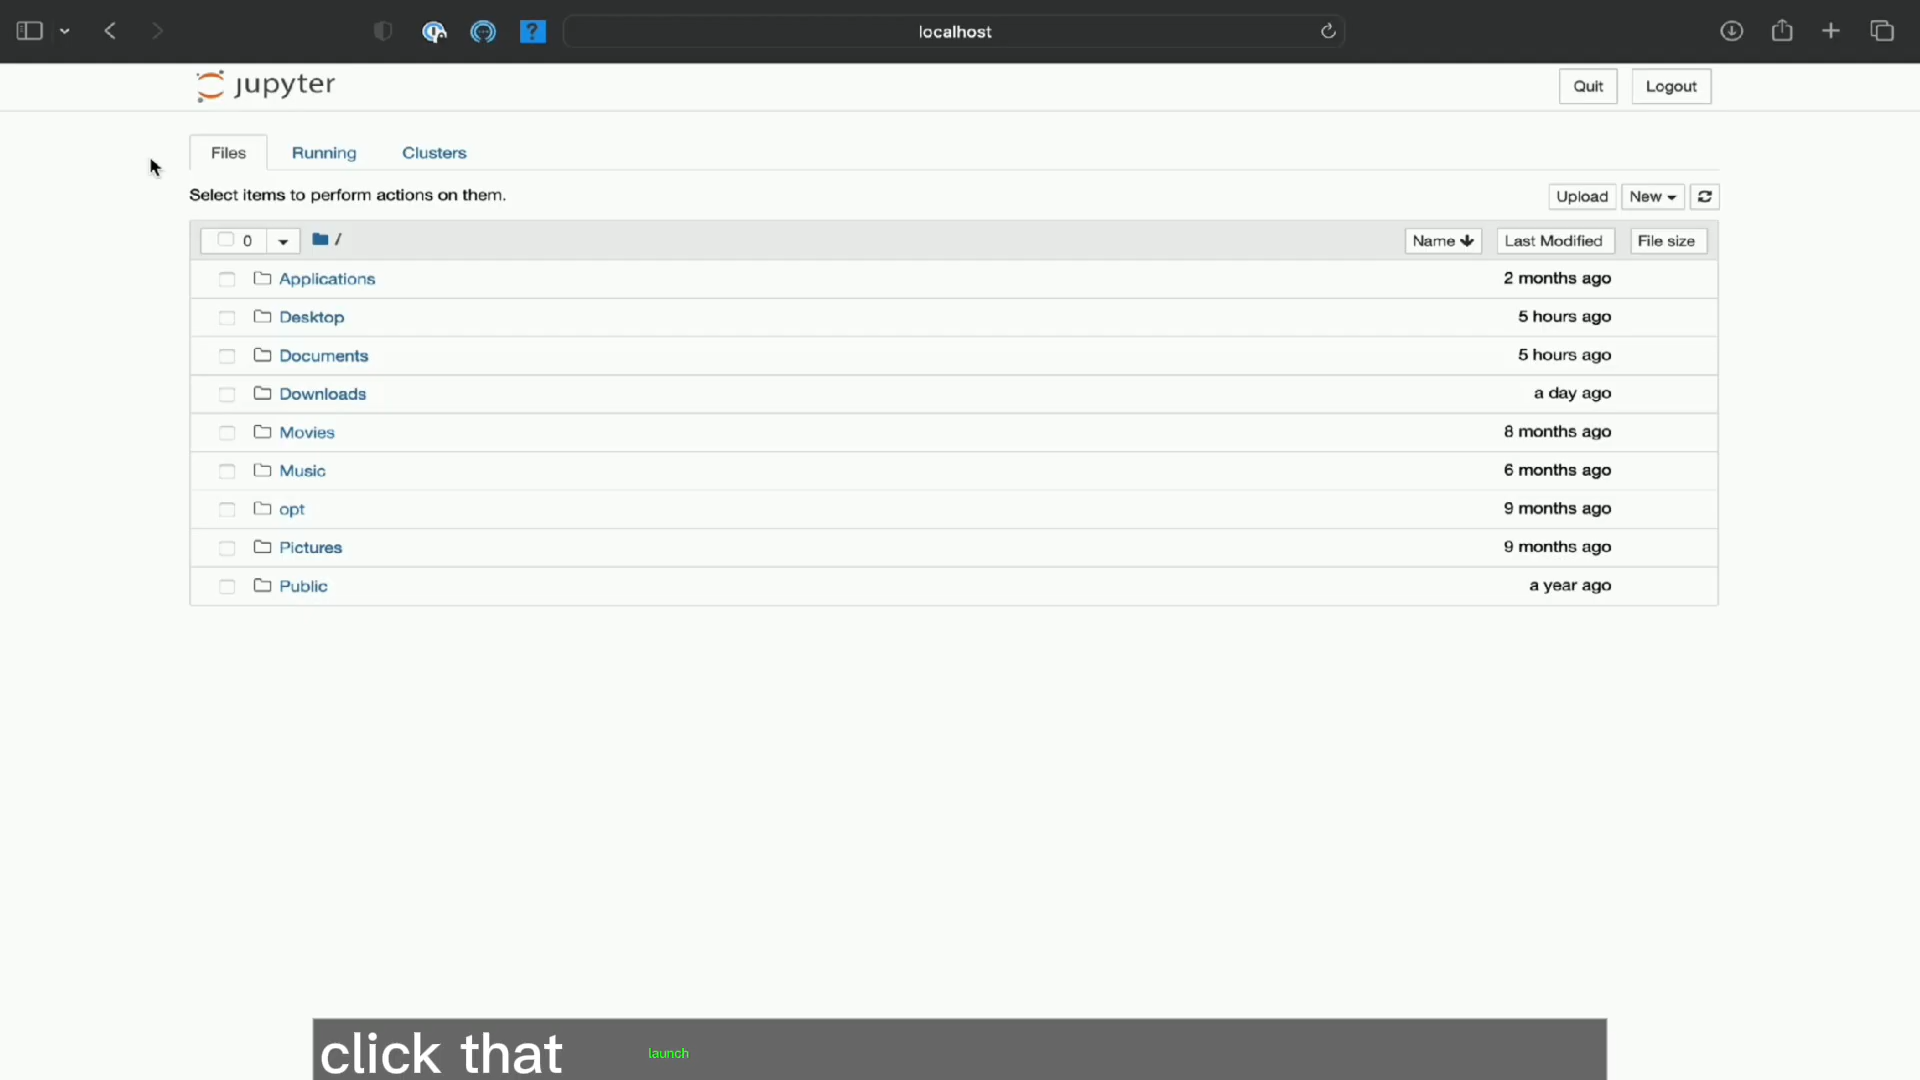 localhost
jupyter
Quit Logout
Files Running Clusters
Select items to perform actions on them.
Upload New
0 / Name Last Modified File size
Applications 2 months ago
Desktop 5 hours ago
Documents 5 hours ago
Downloads a day ago
Movies 8 months ago
Music 6 months ago
opt 9 months ago
Pictures 9 months ago
Public a year ago
click that launch